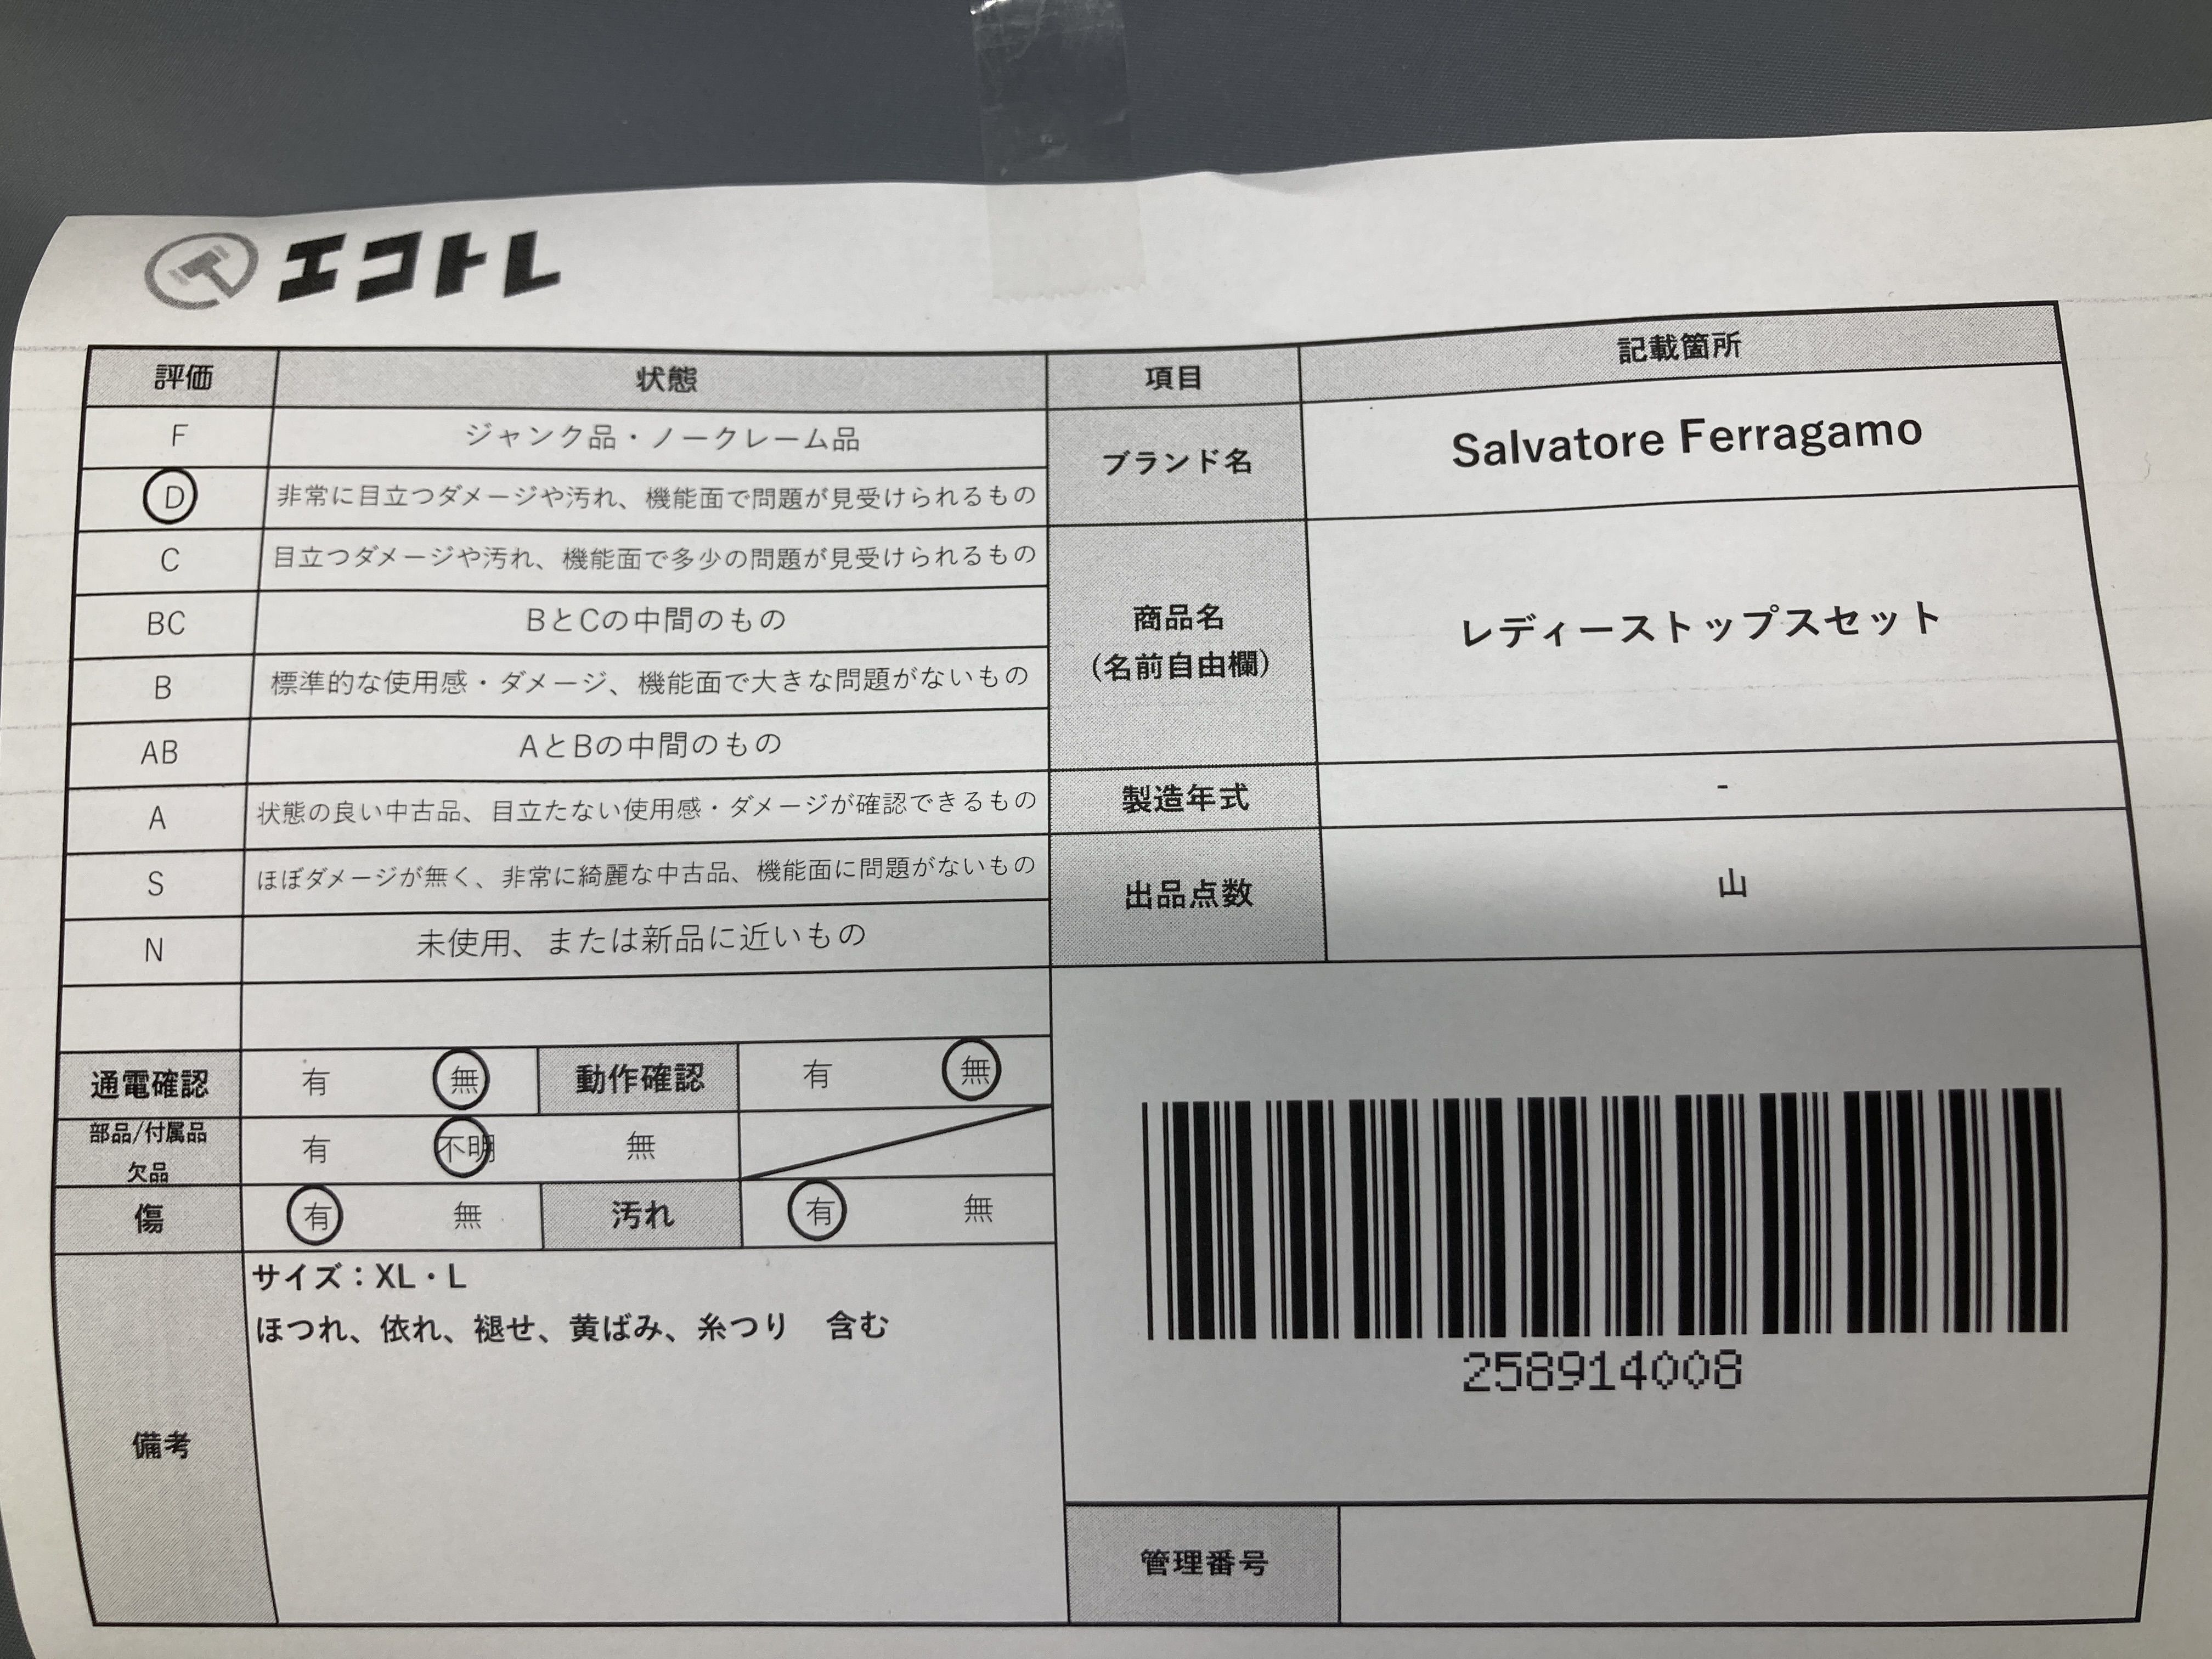 エコトレ
評価 状態 項目 記載箇所
F ジャンク品・ノークレーム品
D 非常に目立つダメージや汚れ、機能面で問題が見受けられるもの
C 目立つダメージや汚れ、機能面で多少の問題が見受けられるもの
BC BとCの中間のもの
B 標準的な使用感・ダメージ、機能面で大きな問題がないもの
AB AとBの中間のもの
A 状態の良い中古品、目立たない使用感・ダメージが確認できるもの
S ほぼダメージが無く、非常に綺麗な中古品、機能面に問題がないもの
N 未使用、または新品に近いもの
ブランド名 Salvatore Ferragamo
商品名
(名前自由欄)
レディーストップスセット
製造年式 -
出品点数 山
通電確認 有 無 動作確認 有 無
部品/付属品
欠品
有 不明 無
傷 有 無 汚れ 有 無
備考
サイズ：XL・L
ほつれ、依れ、褪せ、黄ばみ、糸つり　含む
258914008
管理番号